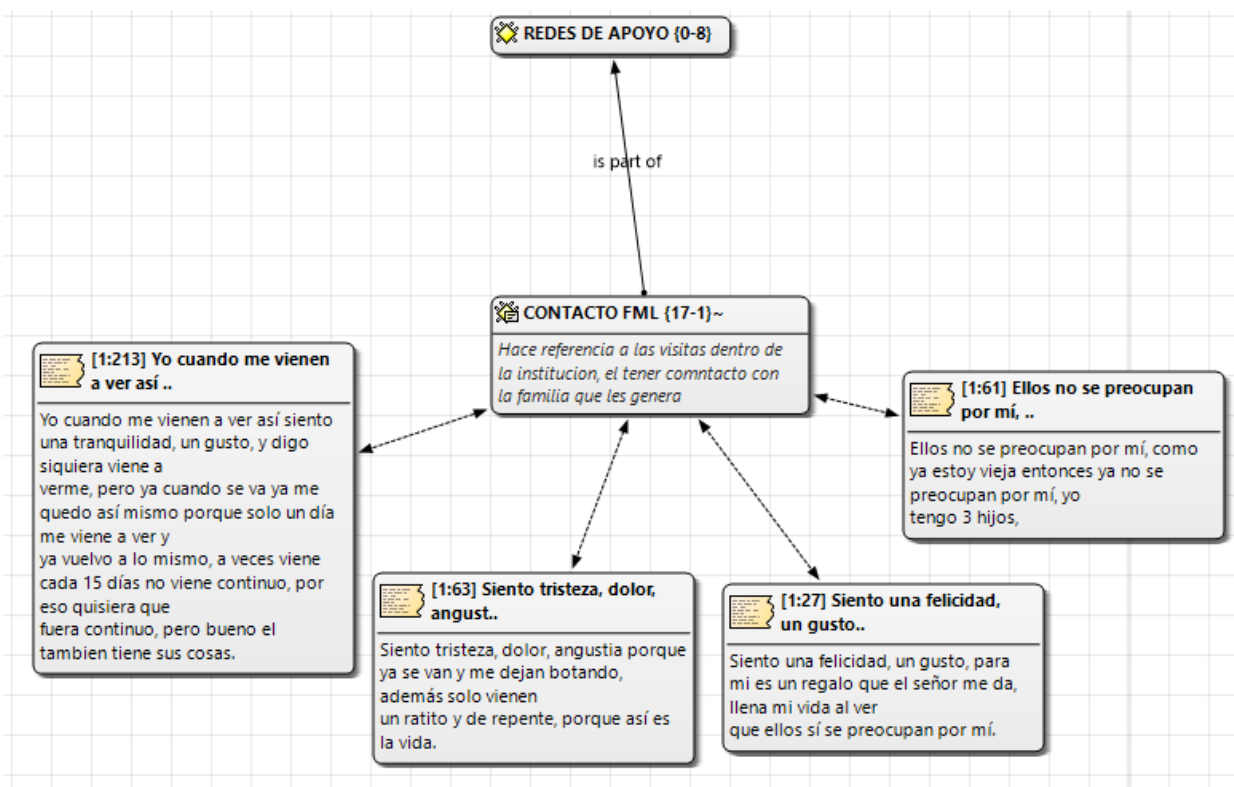 REDES DE APOYO {0-8}
is part of
CONTACTO FML {17-1}~
Hace referencia a las visitas dentro de
la institucion, el tener comntacto con
la familia que les genera
[1:213] Yo cuando me vienen
a ver así ..
Yo cuando me vienen a ver así siento
una tranquilidad, un gusto, y digo
siquiera viene a
verme, pero ya cuando se va ya me
quedo así mismo porque solo un día
me viene a ver y
ya vuelvo a lo mismo, a veces viene
cada 15 días no viene continuo, por
eso quisiera que
fuera continuo, pero bueno el
tambien tiene sus cosas.
[1:63] Siento tristeza, dolor,
angust..
Siento tristeza, dolor, angustia porque
ya se van y me dejan botando,
además solo vienen
un ratito y de repente, porque así es
la vida.
[1:27] Siento una felicidad,
un gusto..
Siento una felicidad, un gusto, para
mi es un regalo que el señor me da,
llena mi vida al ver
que ellos sí se preocupan por mí.
[1:61] Ellos no se preocupan
por mí, ..
Ellos no se preocupan por mí, como
ya estoy vieja entonces ya no se
preocupan por mí, yo
tengo 3 hijos,